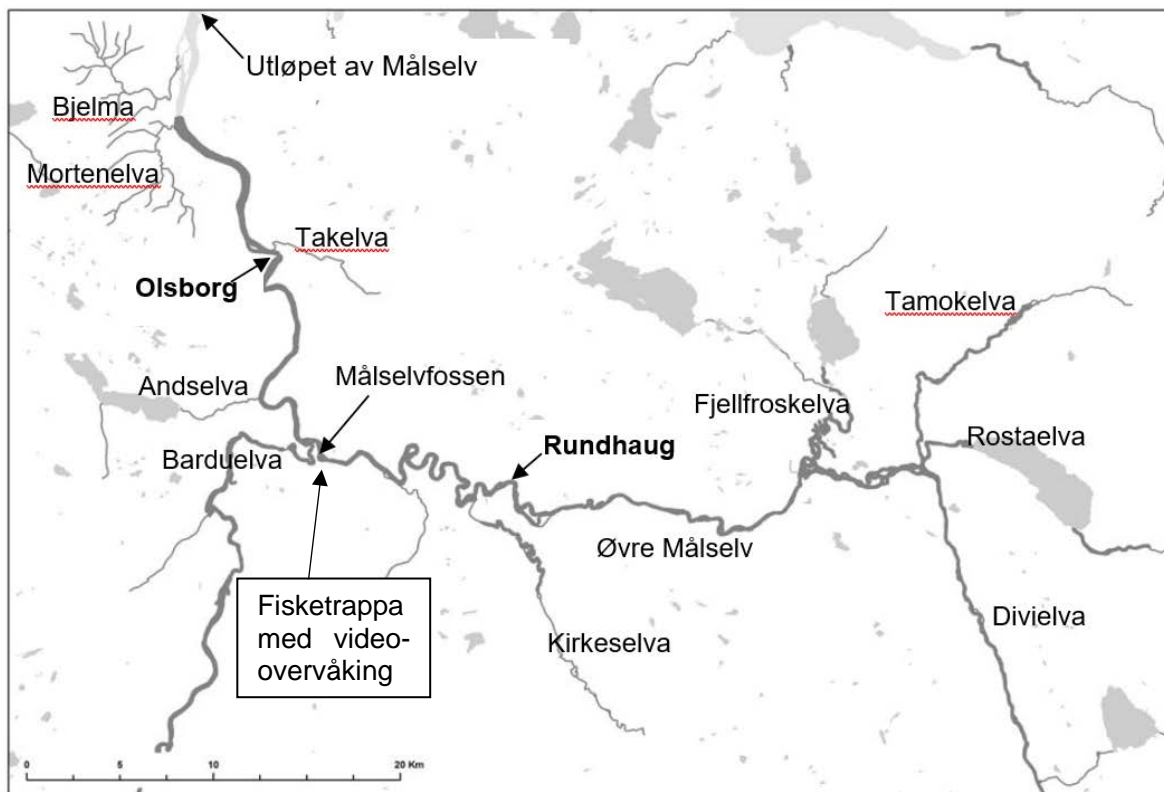 Utløpet av Målselv
Bjelma
Mortenelva
Takelva
Olsborg
Tamokelva
Andselva
Målselvfossen
Fjellfroskelva
Rundhaug
Rostaelva
Barduelva
Øvre Målselv
Fisketrappa
med video-
overvåking
Divielva
Kirkeselva
0 5 10 20 Km